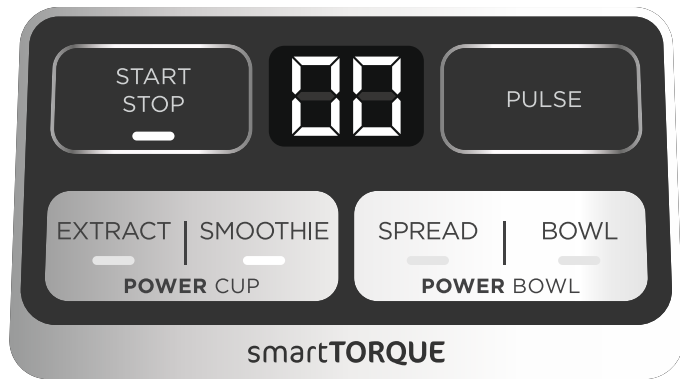 START
STOP
00
PULSE
EXTRACT | SMOOTHIE
POWER CUP
SPREAD | BOWL
POWER BOWL
smartTORQUE